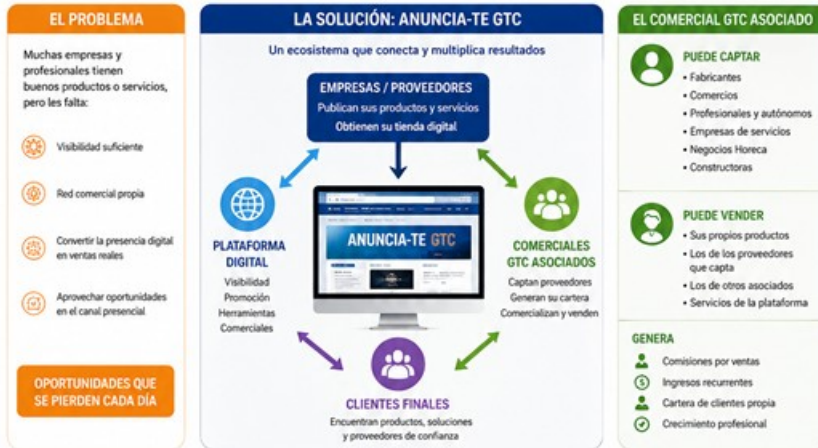 EL PROBLEMA
Muchas empresas y
profesionales tienen
buenos productos o servicios,
pero les falta:
Visibilidad suficiente
Red comercial propia
Convertir la presencia digital
en ventas reales
Aprovechar oportunidades
en el canal presencial
OPORTUNIDADES QUE
SE PIERDEN CADA DÍA
LA SOLUCIÓN: ANUNCIA-TE GTC
Un ecosistema que conecta y multiplica resultados
EMPRESAS / PROVEEDORES
Publican sus productos y servicios
Obtienen su tienda digital
PLATAFORMA
DIGITAL
Visibilidad
Promoción
Herramientas
Comerciales
ANUNCIA-TE GTC
COMERCIALES
GTC ASOCIADOS
Captan proveedores
Generan su cartera
Comercializan y venden
CLIENTES FINALES
Encuentran productos, soluciones
y proveedores de confianza
EL COMERCIAL GTC ASOCIADO
PUEDE CAPTAR
• Fabricantes
• Comercios
• Profesionales y autónomos
• Empresas de servicios
• Negocios Horeca
• Constructoras
PUEDE VENDER
• Sus propios productos
• Los de los proveedores
que capta
• Los de otros asociados
• Servicios de la plataforma
GENERA
Comisiones por ventas
Ingresos recurrentes
Cartera de clientes propia
Crecimiento profesional